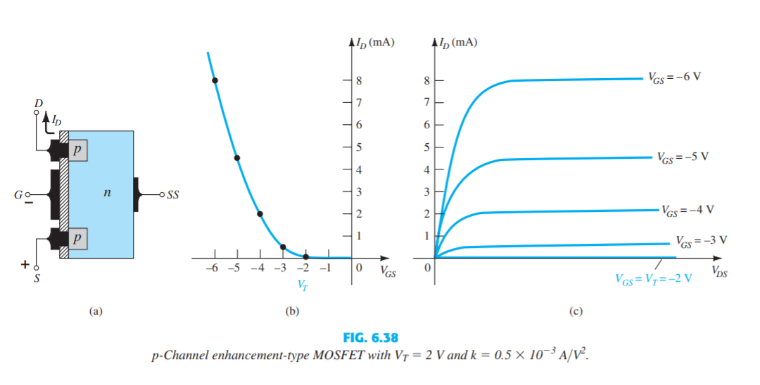 D
I_D
p
G
n
SS
p
S
(a)
I_D (mA)
8
7
6
5
4
3
2
1
-6 -5 -4 -3 -2 -1 0 V_GS
V_T
(b)
I_D (mA)
8
7
6
5
4
3
2
1
0
V_GS = -6 V
V_GS = -5 V
V_GS = -4 V
V_GS = -3 V
V_DS
V_GS = V_T = -2 V
(c)
FIG. 6.38
p-Channel enhancement-type MOSFET with V_T = 2 V and k = 0.5 × 10⁻³ A/V².